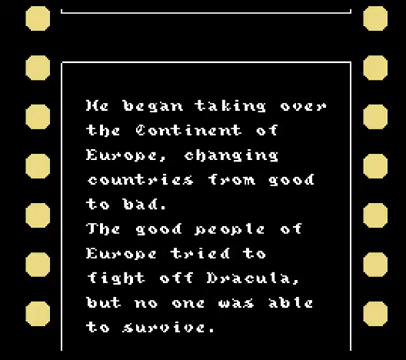 He began taking over
the Continent of
Europe, changing
countries from good
to bad.
The good people of
Europe tried to
fight off Dracula,
but no one was able
to survive.